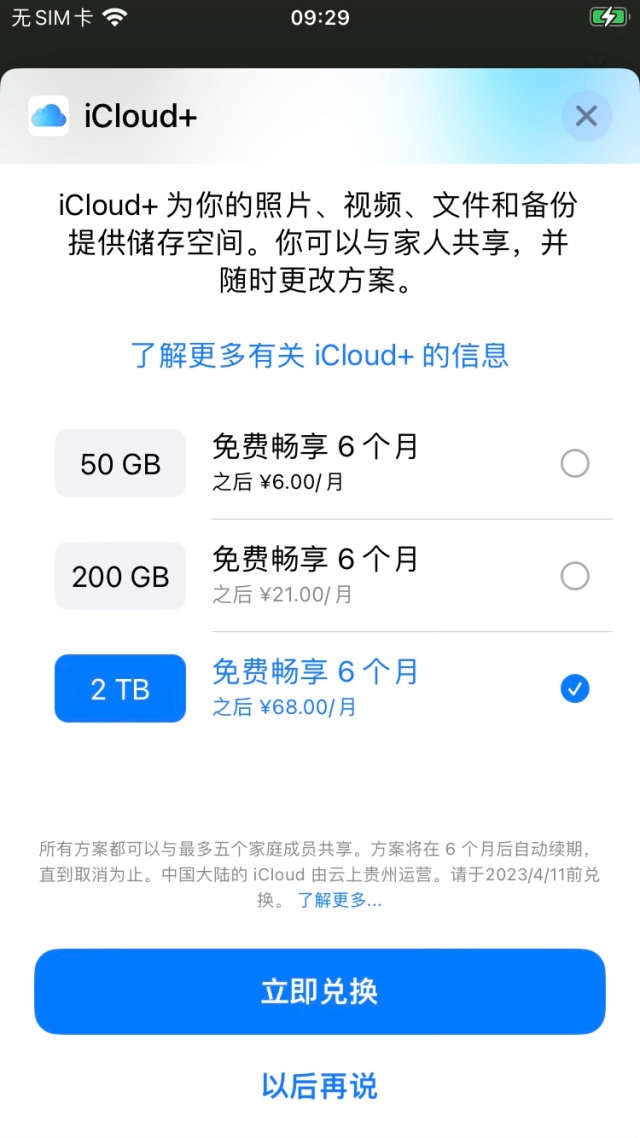 无SIM卡 09:29
iCloud+
iCloud+ 为你的照片、视频、文件和备份
提供储存空间。你可以与家人共享，并
随时更改方案。
了解更多有关 iCloud+ 的信息
50 GB
免费畅享 6 个月
之后 ¥6.00/月
200 GB
免费畅享 6 个月
之后 ¥21.00/月
2 TB
免费畅享 6 个月
之后 ¥68.00/月
所有方案都可以与最多五个家庭成员共享。方案将在 6 个月后自动续期，
直到取消为止。中国大陆的 iCloud 由云上贵州运营。请于2023/4/11前兑
换。 了解更多...
立即兑换
以后再说